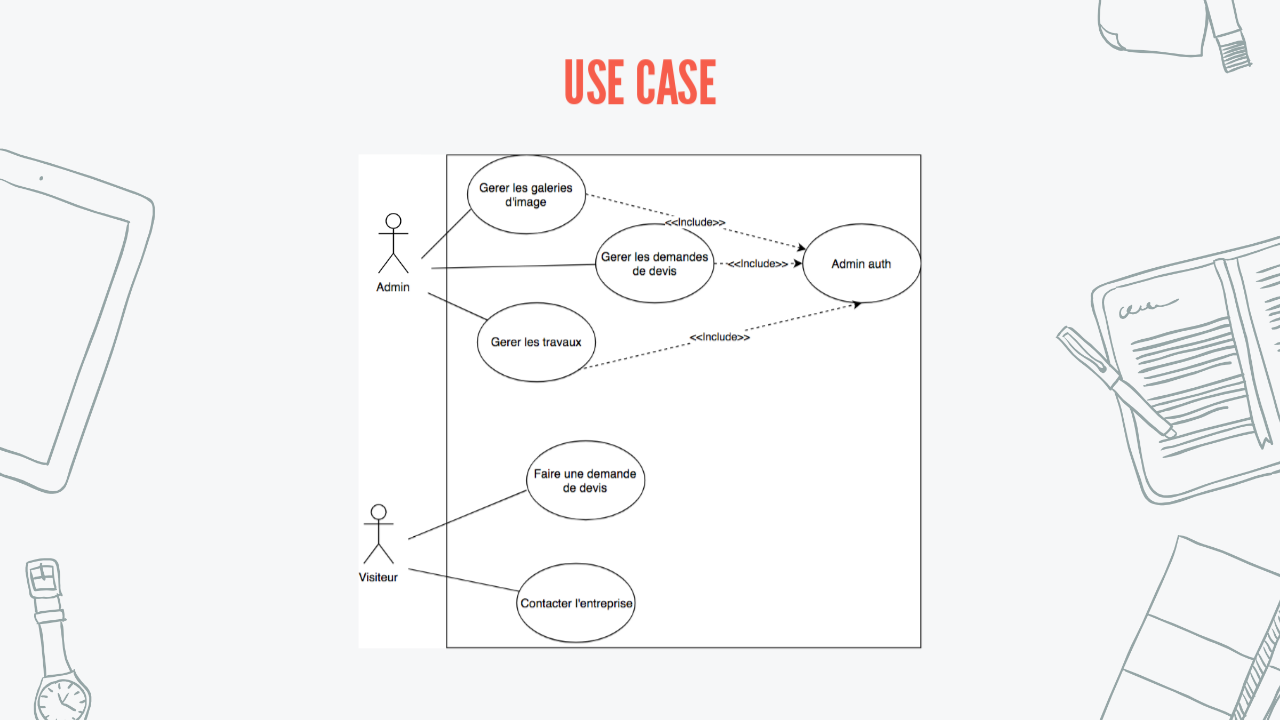 USE CASE
Gerer les galeries
d'image
<<Include>>
Admin
Gerer les demandes
de devis
<<Include>>
Admin auth
Gerer les travaux
<<Include>>
Faire une demande
de devis
Visiteur
Contacter l'entreprise